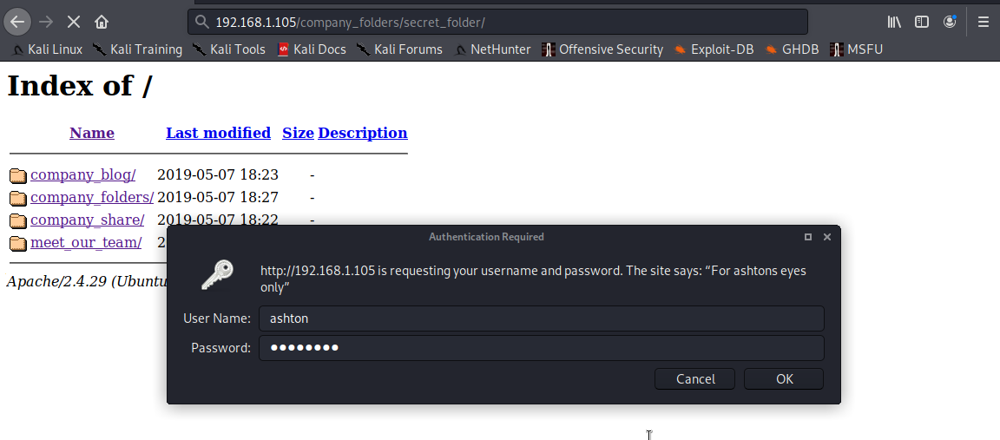 192.168.1.105/company_folders/secret_folder/
Kali Linux Kali Training Kali Tools Kali Docs Kali Forums NetHunter Offensive Security Exploit-DB GHDB MSFU
Index of /
Name Last modified Size Description
company_blog/ 2019-05-07 18:23 -
company_folders/ 2019-05-07 18:27 -
company_share/ 2019-05-07 18:22 -
meet_our_team/ 2
Apache/2.4.29 (Ubuntu
Authentication Required
http://192.168.1.105 is requesting your username and password. The site says: “For ashtons eyes
only”
User Name: ashton
Password: ●●●●●●●●
Cancel OK